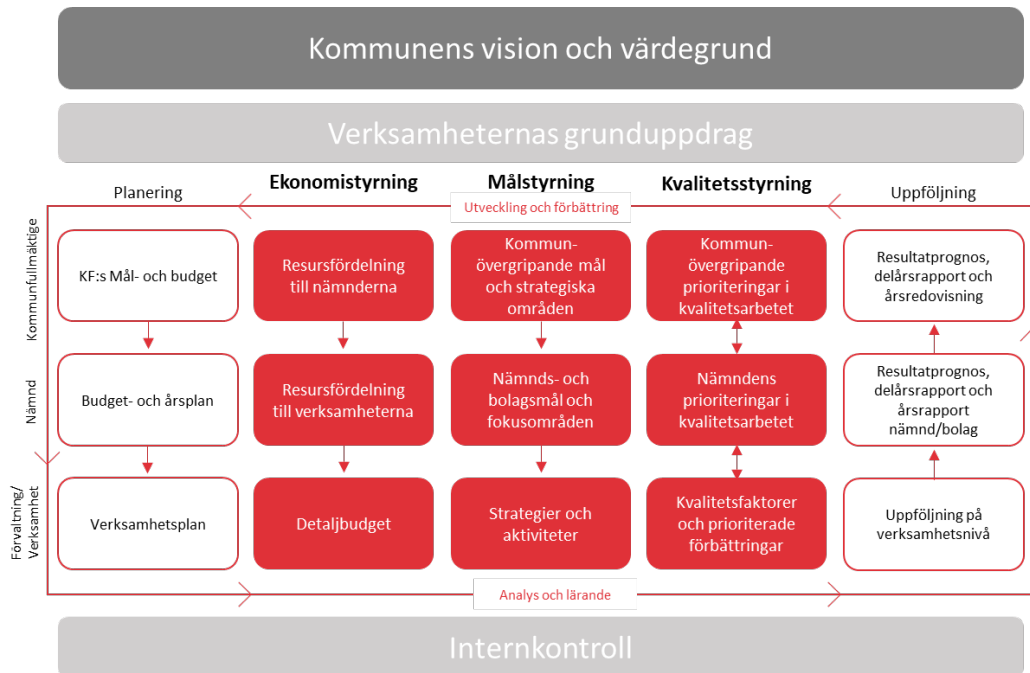 Kommunens vision och värdegrund
Verksamheternas grunduppdrag
Planering
Ekonomistyrning
Målstyrning
Kvalitetsstyrning
Uppföljning
Utveckling och förbättring
Kommunfullmäktige
KF:s Mål- och budget
Resursfördelning
till nämnderna
Kommun-
övergripande mål
och strategiska
områden
Kommun-
övergripande
prioriteringar i
kvalitetsarbetet
Resultatprognos,
delårsrapport och
årsredovisning
Nämnd
Budget- och årsplan
Resursfördelning
till verksamheterna
Nämnds- och
bolagsmål och
fokusområden
Nämndens
prioriteringar i
kvalitetsarbetet
Resultatprognos,
delårsrapport och
årsrapport
nämnd/bolag
Förvaltning/
Verksamhet
Verksamhetsplan
Detaljbudget
Strategier och
aktiviteter
Kvalitetsfaktorer
och prioriterade
förbättringar
Uppföljning på
verksamhetsnivå
Analys och lärande
Internkontroll